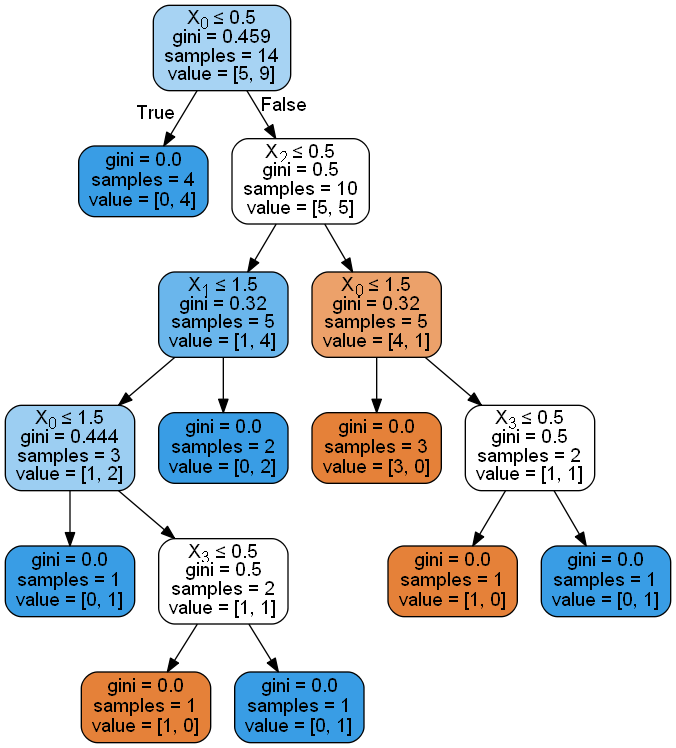 X₀ ≤ 0.5
gini = 0.459
samples = 14
value = [5, 9]
True
False
gini = 0.0
samples = 4
value = [0, 4]
X₂ ≤ 0.5
gini = 0.5
samples = 10
value = [5, 5]
X₁ ≤ 1.5
gini = 0.32
samples = 5
value = [1, 4]
X₀ ≤ 1.5
gini = 0.32
samples = 5
value = [4, 1]
X₀ ≤ 1.5
gini = 0.444
samples = 3
value = [1, 2]
gini = 0.0
samples = 2
value = [0, 2]
gini = 0.0
samples = 3
value = [3, 0]
X₃ ≤ 0.5
gini = 0.5
samples = 2
value = [1, 1]
gini = 0.0
samples = 1
value = [0, 1]
X₃ ≤ 0.5
gini = 0.5
samples = 2
value = [1, 1]
gini = 0.0
samples = 1
value = [1, 0]
gini = 0.0
samples = 1
value = [0, 1]
gini = 0.0
samples = 1
value = [1, 0]
gini = 0.0
samples = 1
value = [0, 1]